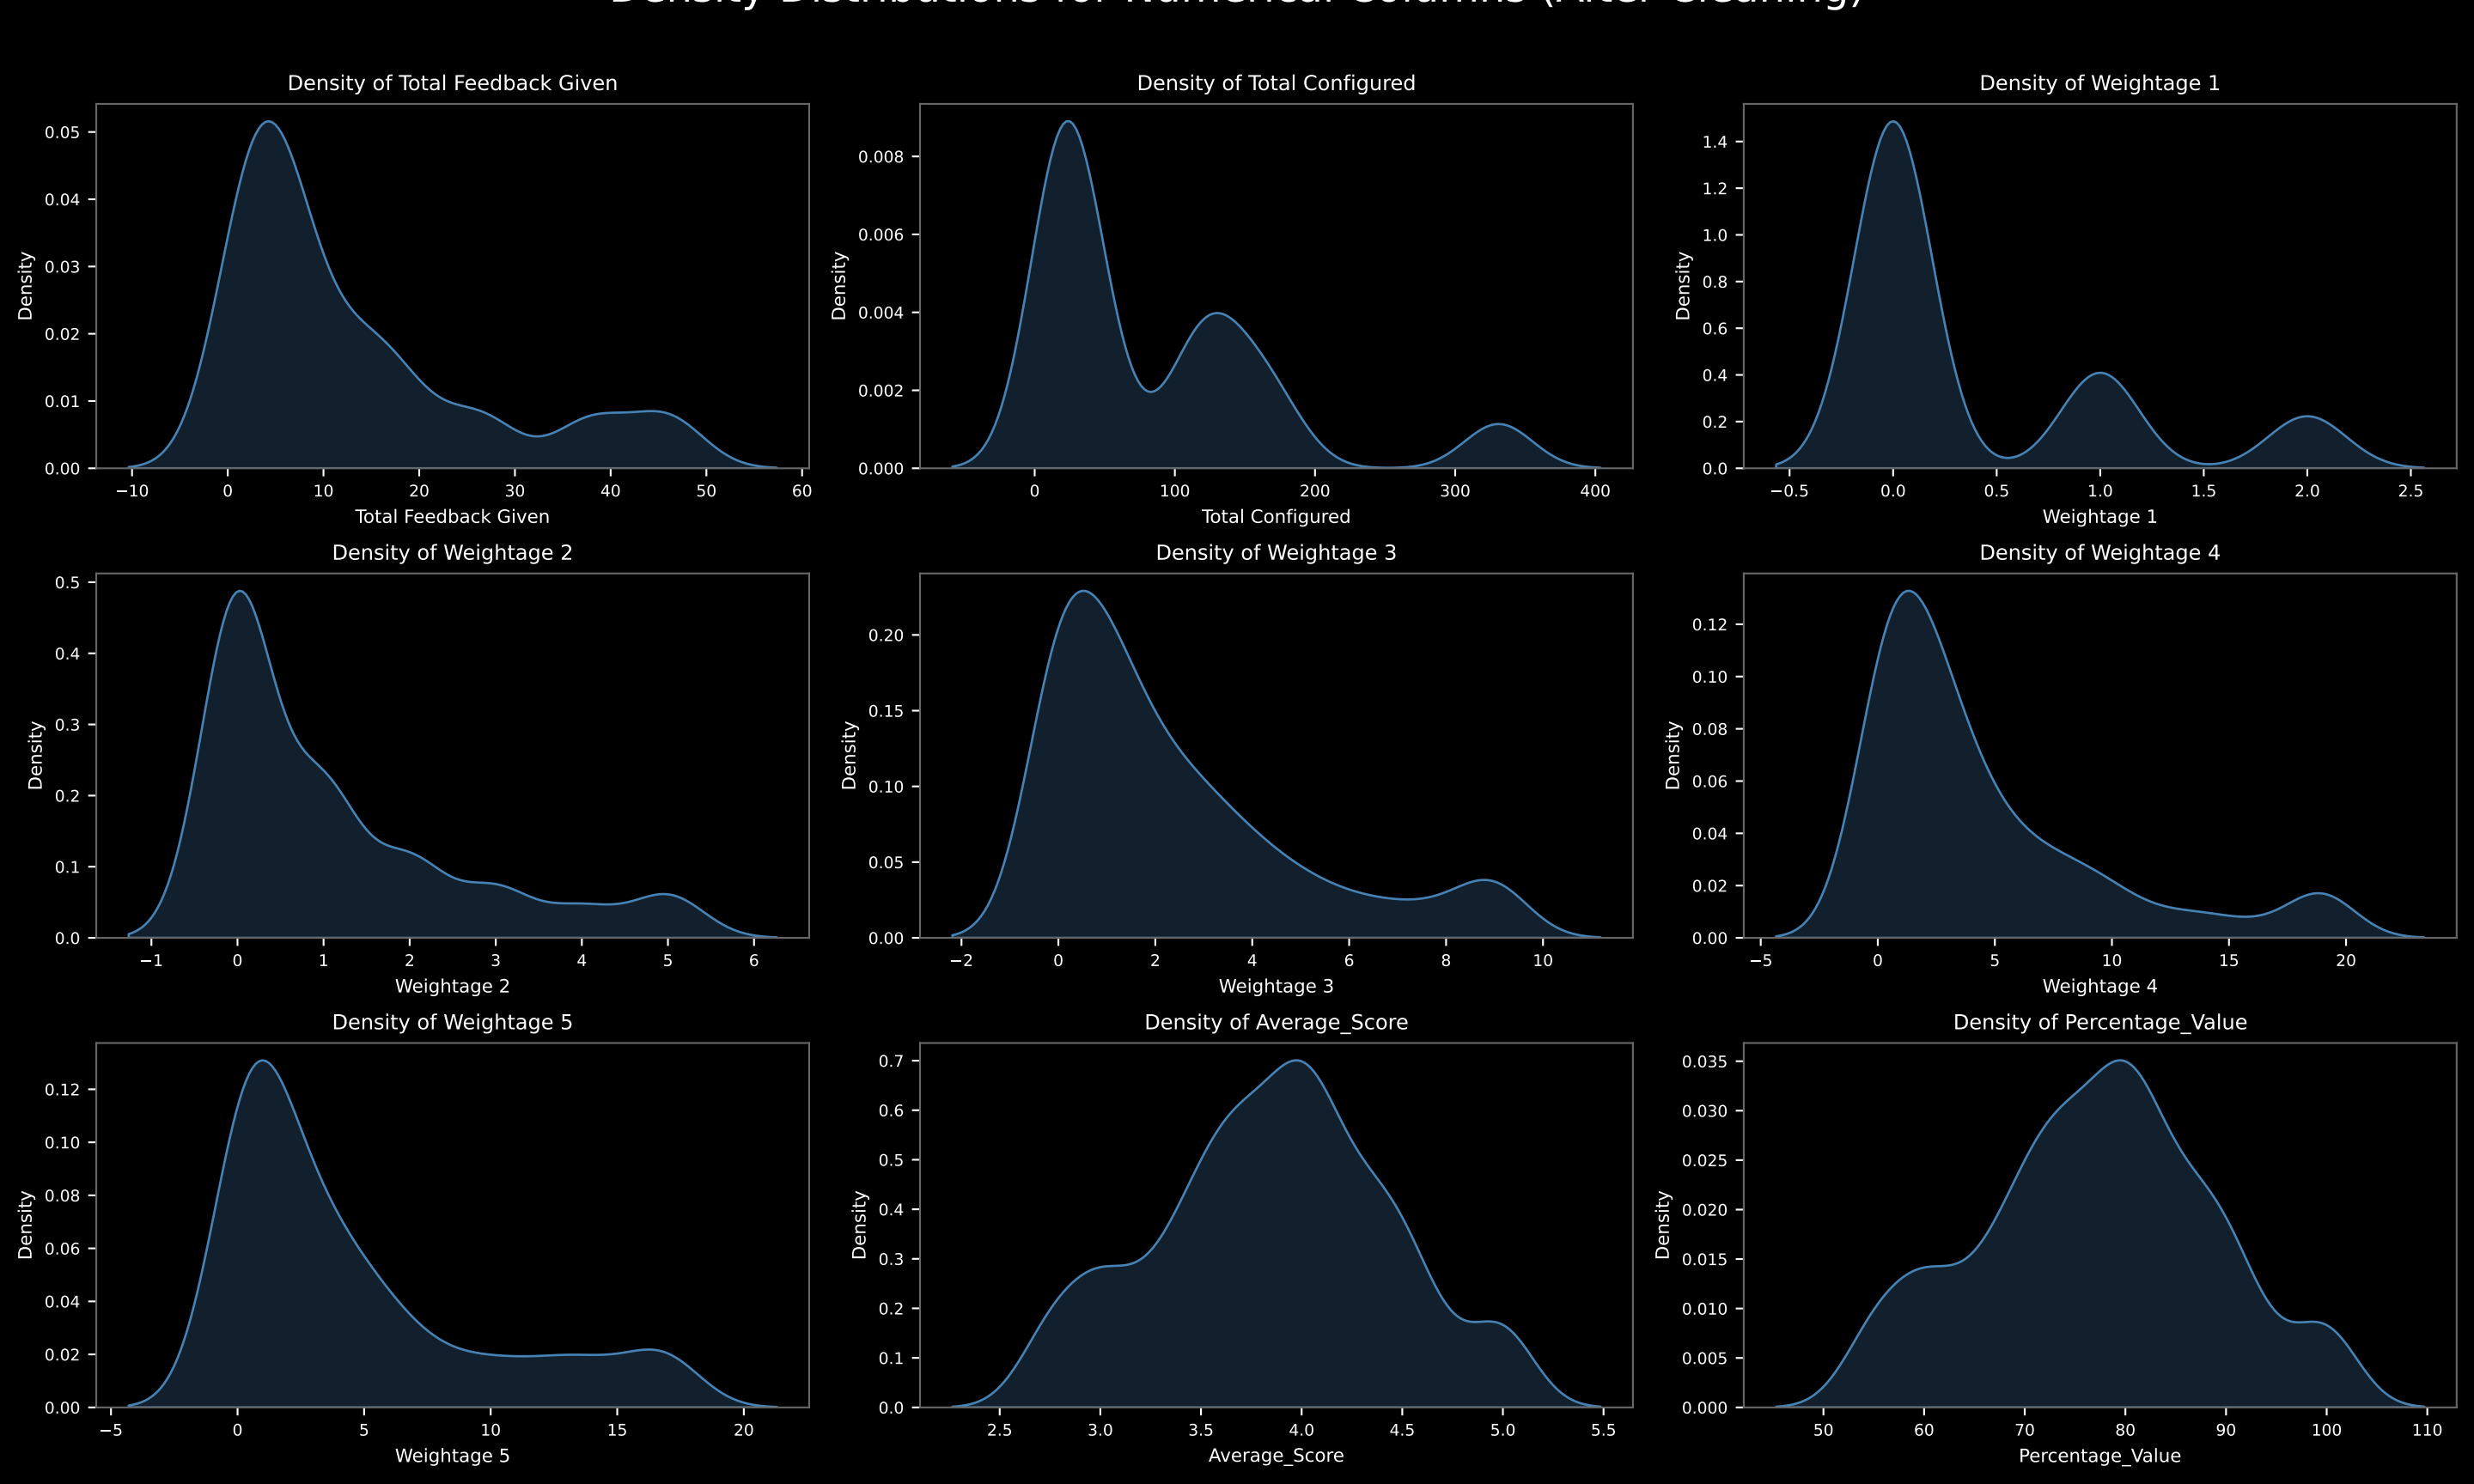 Density Distributions for Numerical Columns (After Cleaning)
Density of Total Feedback Given
Density
0.05
0.04
0.03
0.02
0.01
0.00
−10 0 10 20 30 40 50 60
Total Feedback Given
Density of Total Configured
Density
0.008
0.006
0.004
0.002
0.000
0 100 200 300 400
Total Configured
Density of Weightage 1
Density
1.4
1.2
1.0
0.8
0.6
0.4
0.2
0.0
−0.5 0.0 0.5 1.0 1.5 2.0 2.5
Weightage 1
Density of Weightage 2
Density
0.5
0.4
0.3
0.2
0.1
0.0
−1 0 1 2 3 4 5 6
Weightage 2
Density of Weightage 3
Density
0.20
0.15
0.10
0.05
0.00
−2 0 2 4 6 8 10
Weightage 3
Density of Weightage 4
Density
0.12
0.10
0.08
0.06
0.04
0.02
0.00
−5 0 5 10 15 20
Weightage 4
Density of Weightage 5
Density
0.12
0.10
0.08
0.06
0.04
0.02
0.00
−5 0 5 10 15 20
Weightage 5
Density of Average_Score
Density
0.7
0.6
0.5
0.4
0.3
0.2
0.1
0.0
2.5 3.0 3.5 4.0 4.5 5.0 5.5
Average_Score
Density of Percentage_Value
Density
0.035
0.030
0.025
0.020
0.015
0.010
0.005
0.000
50 60 70 80 90 100 110
Percentage_Value